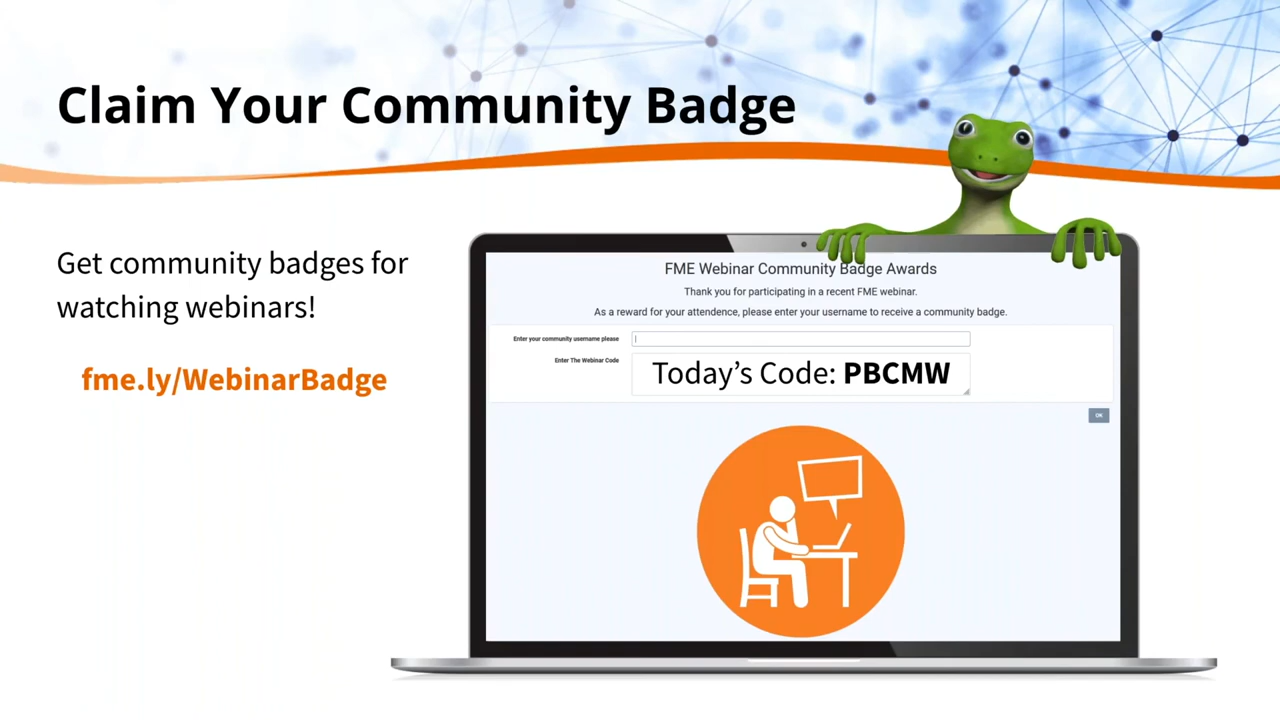 Claim Your Community Badge
Get community badges for
watching webinars!
fme.ly/WebinarBadge
FME Webinar Community Badge Awards
Thank you for participating in a recent FME webinar.
As a reward for your attendence, please enter your username to receive a community badge.
Enter your community username please
Enter The Webinar Code
Today’s Code: PBCMW
OK